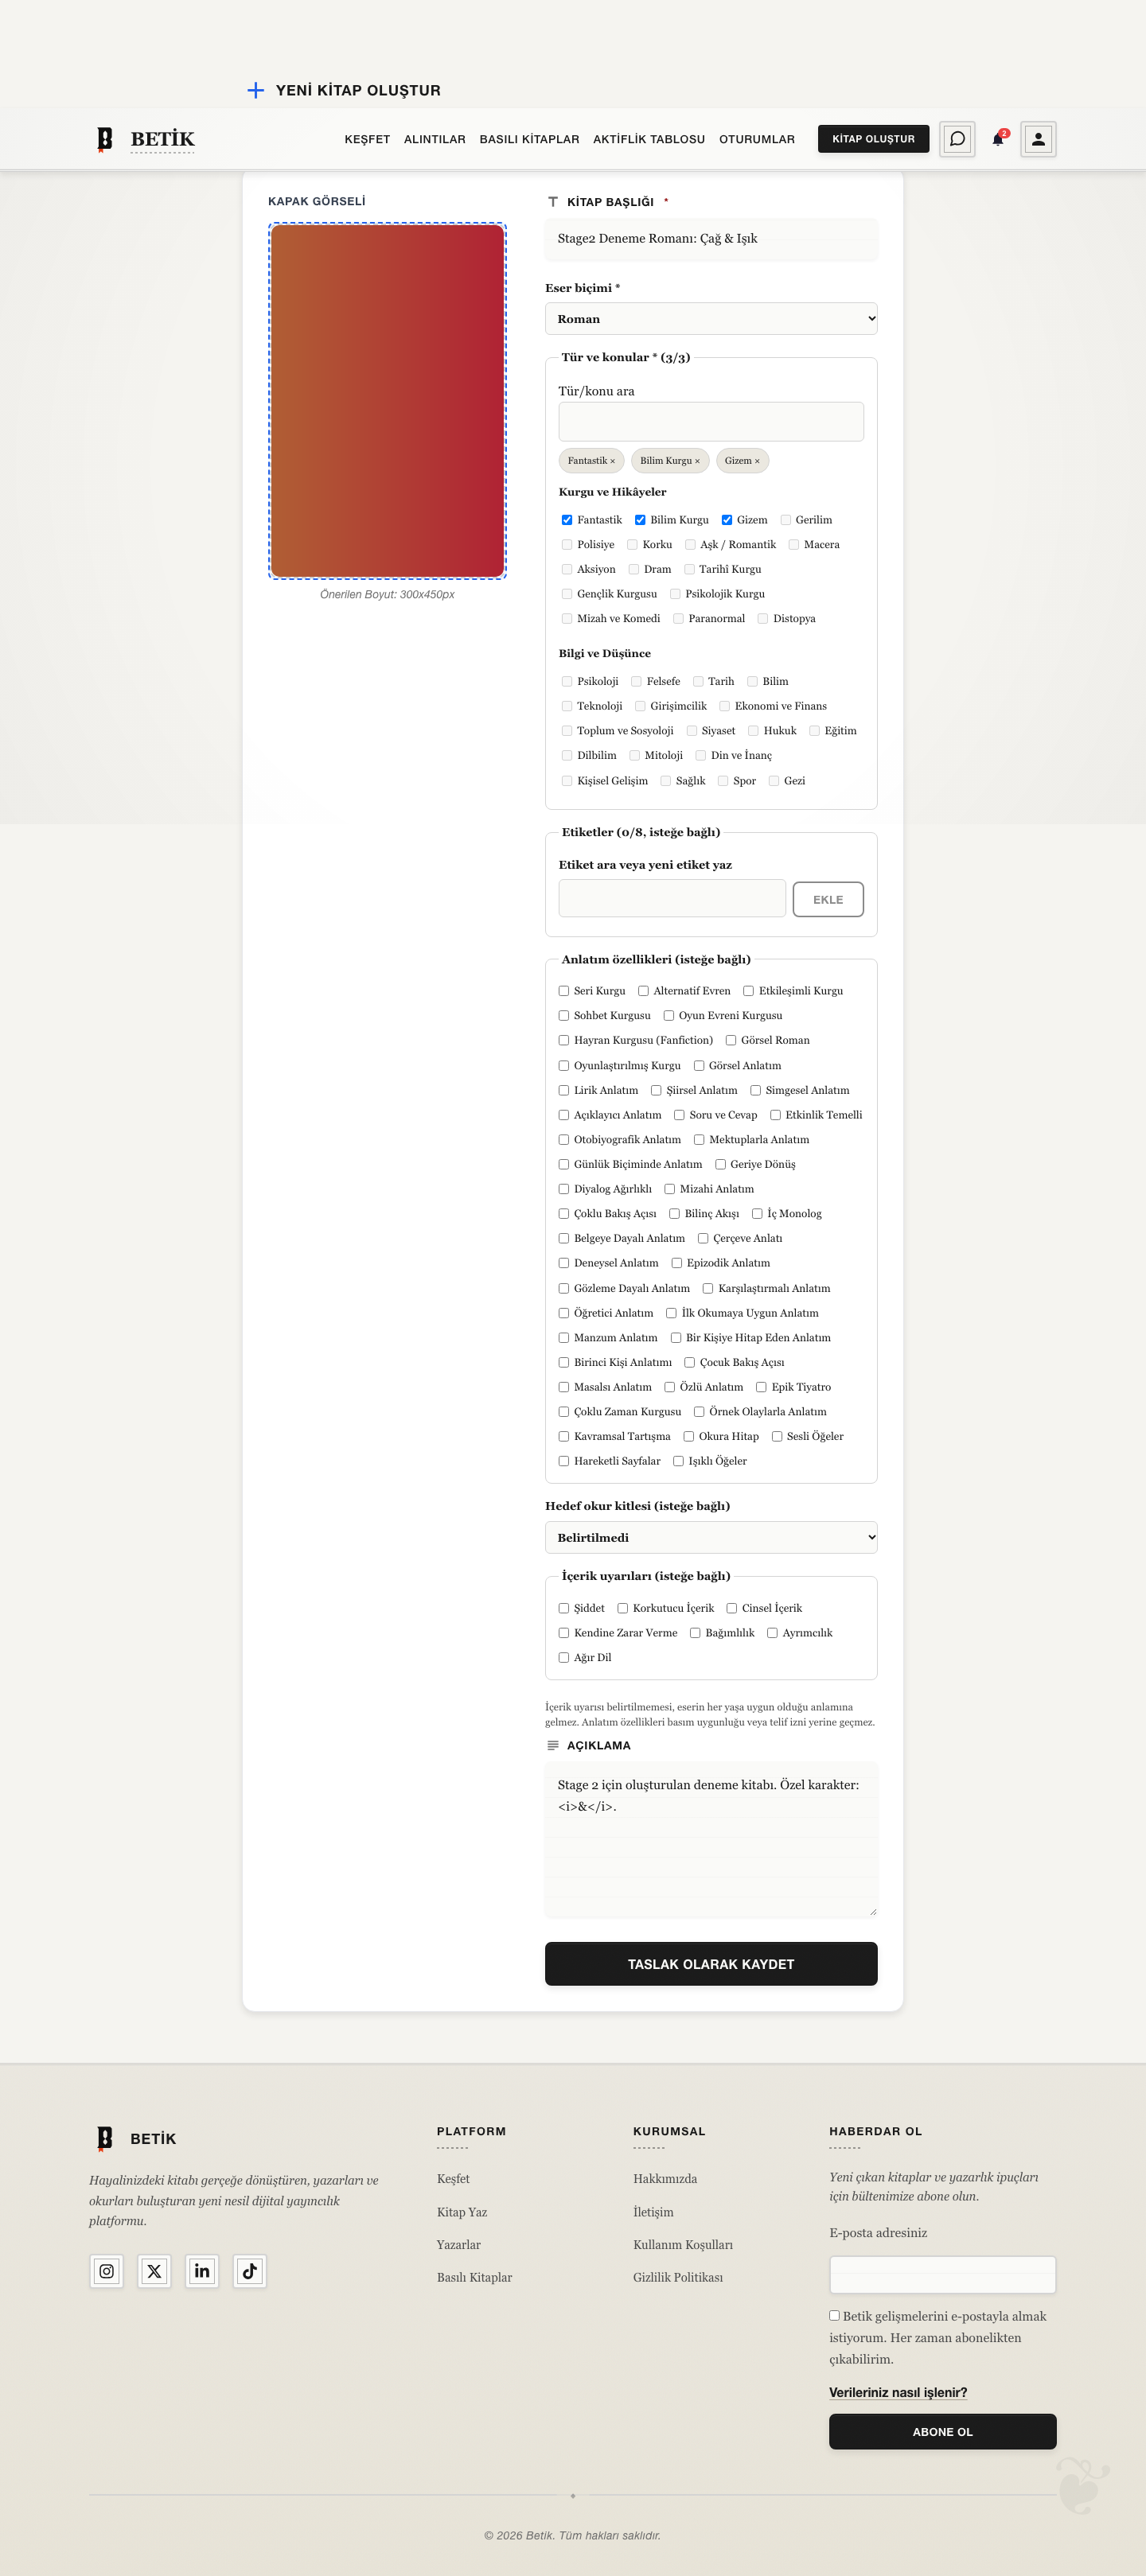 YENİ KİTAP OLUŞTUR
BETİK
KEŞFET ALINTILAR BASILI KİTAPLAR AKTİFLİK TABLOSU OTURUMLAR
KİTAP OLUŞTUR
2
KAPAK GÖRSELİ
Önerilen Boyut: 300x450px
KİTAP BAŞLIĞI *
Stage2 Deneme Romanı: Çağ & Işık
Eser biçimi *
Roman
Tür ve konular * (3/3)
Tür/konu ara
Fantastik × Bilim Kurgu × Gizem ×
Kurgu ve Hikâyeler
Fantastik Bilim Kurgu Gizem Gerilim
Polisiye Korku Aşk / Romantik Macera
Aksiyon Dram Tarihî Kurgu
Gençlik Kurgusu Psikolojik Kurgu
Mizah ve Komedi Paranormal Distopya
Bilgi ve Düşünce
Psikoloji Felsefe Tarih Bilim
Teknoloji Girişimcilik Ekonomi ve Finans
Toplum ve Sosyoloji Siyaset Hukuk Eğitim
Dilbilim Mitoloji Din ve İnanç
Kişisel Gelişim Sağlık Spor Gezi
Etiketler (0/8, isteğe bağlı)
Etiket ara veya yeni etiket yaz
EKLE
Anlatım özellikleri (isteğe bağlı)
Seri Kurgu Alternatif Evren Etkileşimli Kurgu
Sohbet Kurgusu Oyun Evreni Kurgusu
Hayran Kurgusu (Fanfiction) Görsel Roman
Oyunlaştırılmış Kurgu Görsel Anlatım
Lirik Anlatım Şiirsel Anlatım Simgesel Anlatım
Açıklayıcı Anlatım Soru ve Cevap Etkinlik Temelli
Otobiyografik Anlatım Mektuplarla Anlatım
Günlük Biçiminde Anlatım Geriye Dönüş
Diyalog Ağırlıklı Mizahi Anlatım
Çoklu Bakış Açısı Bilinç Akışı İç Monolog
Belgeye Dayalı Anlatım Çerçeve Anlatı
Deneysel Anlatım Epizodik Anlatım
Gözleme Dayalı Anlatım Karşılaştırmalı Anlatım
Öğretici Anlatım İlk Okumaya Uygun Anlatım
Manzum Anlatım Bir Kişiye Hitap Eden Anlatım
Birinci Kişi Anlatımı Çocuk Bakış Açısı
Masalsı Anlatım Özlü Anlatım Epik Tiyatro
Çoklu Zaman Kurgusu Örnek Olaylarla Anlatım
Kavramsal Tartışma Okura Hitap Sesli Öğeler
Hareketli Sayfalar Işıklı Öğeler
Hedef okur kitlesi (isteğe bağlı)
Belirtilmedi
İçerik uyarıları (isteğe bağlı)
Şiddet Korkutucu İçerik Cinsel İçerik
Kendine Zarar Verme Bağımlılık Ayrımcılık
Ağır Dil
İçerik uyarısı belirtilmemesi, eserin her yaşa uygun olduğu anlamına
gelmez. Anlatım özellikleri basım uygunluğu veya telif izni yerine geçmez.
AÇIKLAMA
Stage 2 için oluşturulan deneme kitabı. Özel karakter:
<i>&</i>.
TASLAK OLARAK KAYDET
BETİK
Hayalinizdeki kitabı gerçeğe dönüştüren, yazarları ve
okurları buluşturan yeni nesil dijital yayıncılık
platformu.
PLATFORM
Keşfet
Kitap Yaz
Yazarlar
Basılı Kitaplar
KURUMSAL
Hakkımızda
İletişim
Kullanım Koşulları
Gizlilik Politikası
HABERDAR OL
Yeni çıkan kitaplar ve yazarlık ipuçları
için bültenimize abone olun.
E-posta adresiniz
Betik gelişmelerini e-postayla almak
istiyorum. Her zaman abonelikten
çıkabilirim.
Verileriniz nasıl işlenir?
ABONE OL
© 2026 Betik. Tüm hakları saklıdır.